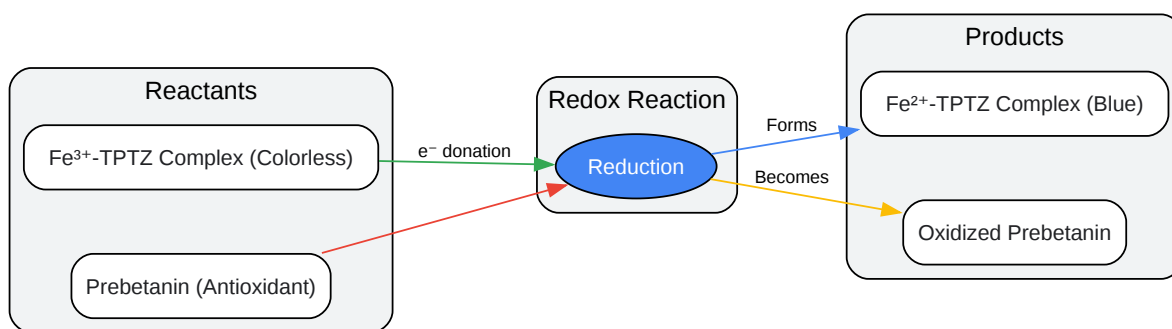 Reactants
Fe³⁺-TPTZ Complex (Colorless)
Prebetanin (Antioxidant)
e⁻ donation
Redox Reaction
Reduction
Forms
Becomes
Products
Fe²⁺-TPTZ Complex (Blue)
Oxidized Prebetanin